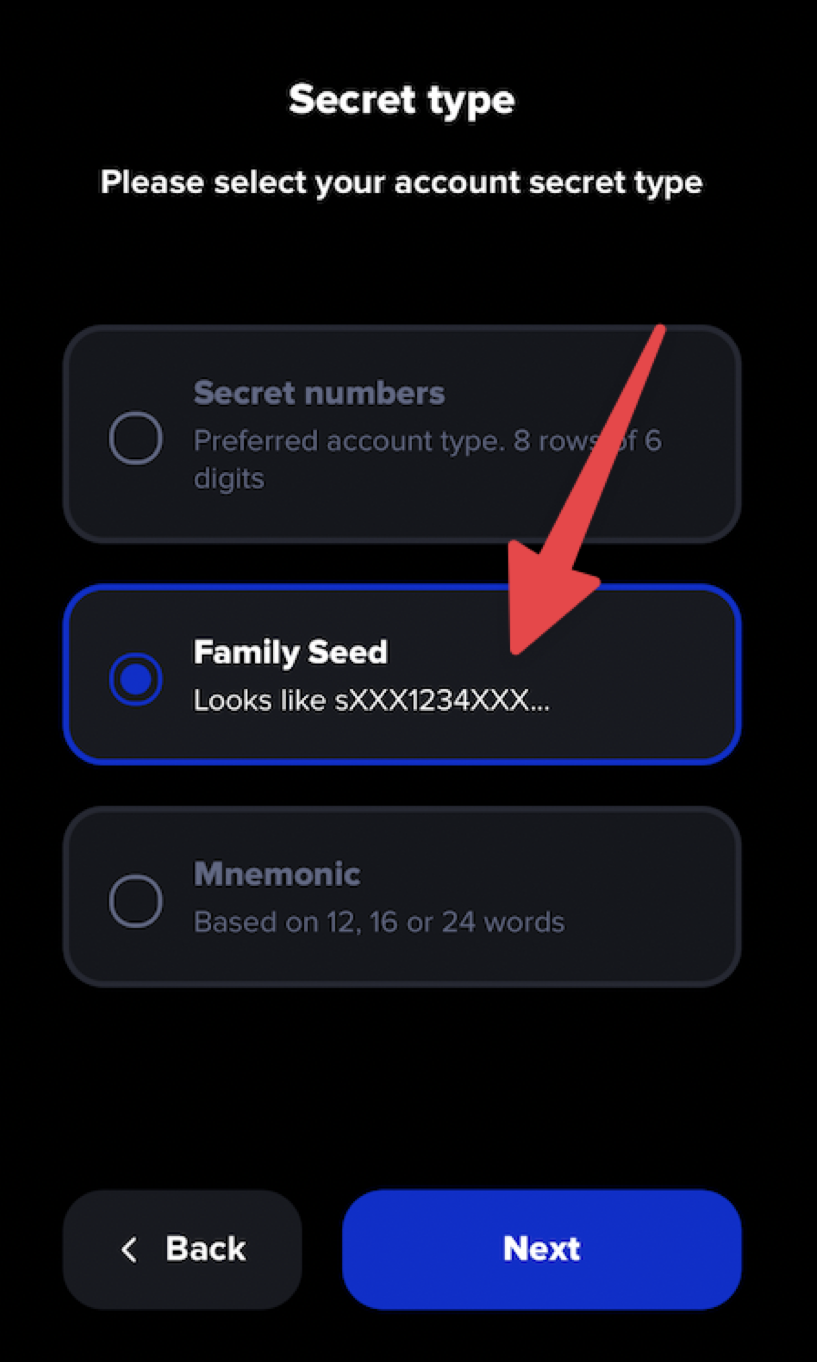 Secret type
Please select your account secret type
Secret numbers
Preferred account type. 8 rows of 6
digits
Family Seed
Looks like sXXX1234XXX...
Mnemonic
Based on 12, 16 or 24 words
Back
Next